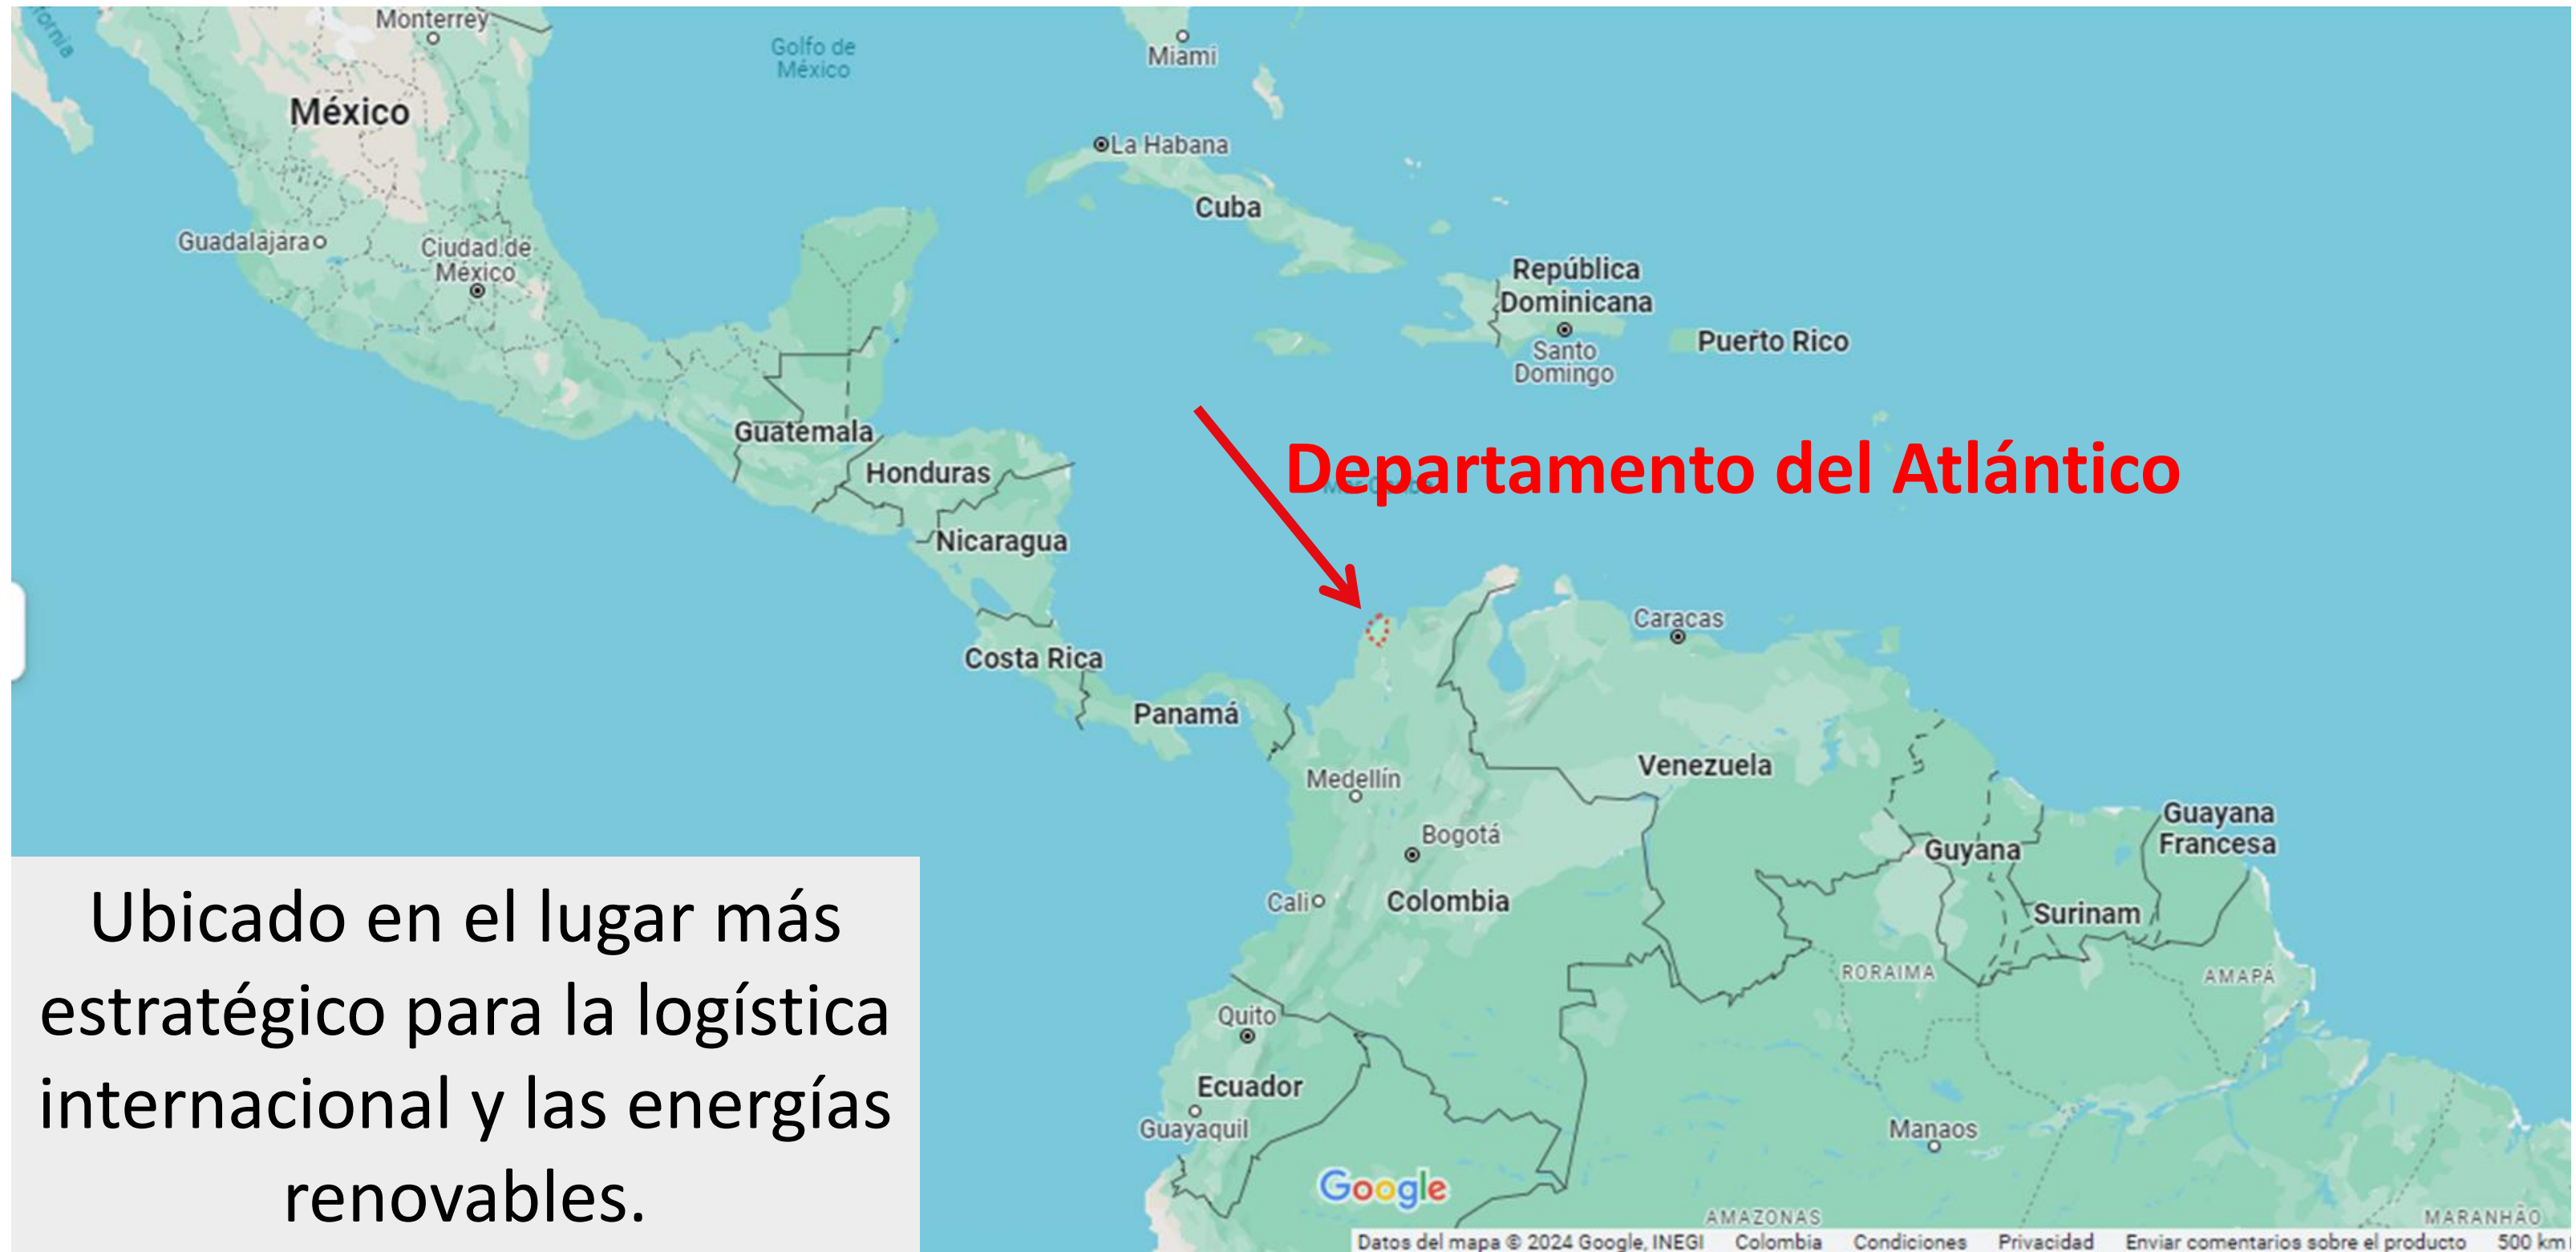 Monterrey
Golfo de
México
Miami
México
La Habana
Cuba
Guadalajara
Ciudad de
México
República
Dominicana
Santo
Domingo
Puerto Rico
Guatemala
Honduras
Departamento del Atlántico
Nicaragua
Caracas
Costa Rica
Panamá
Medellín
Venezuela
Bogotá
Guayana
Francesa
Guyana
Cali
Colombia
Surinam
RORAIMA
AMAPÁ
Ubicado en el lugar más
estratégico para la logística
internacional y las energías
renovables.
Quito
Ecuador
Guayaquil
Manaos
Google
AMAZONAS
MARANHÃO
Datos del mapa © 2024 Google, INEGI Colombia Condiciones Privacidad Enviar comentarios sobre el producto 500 km